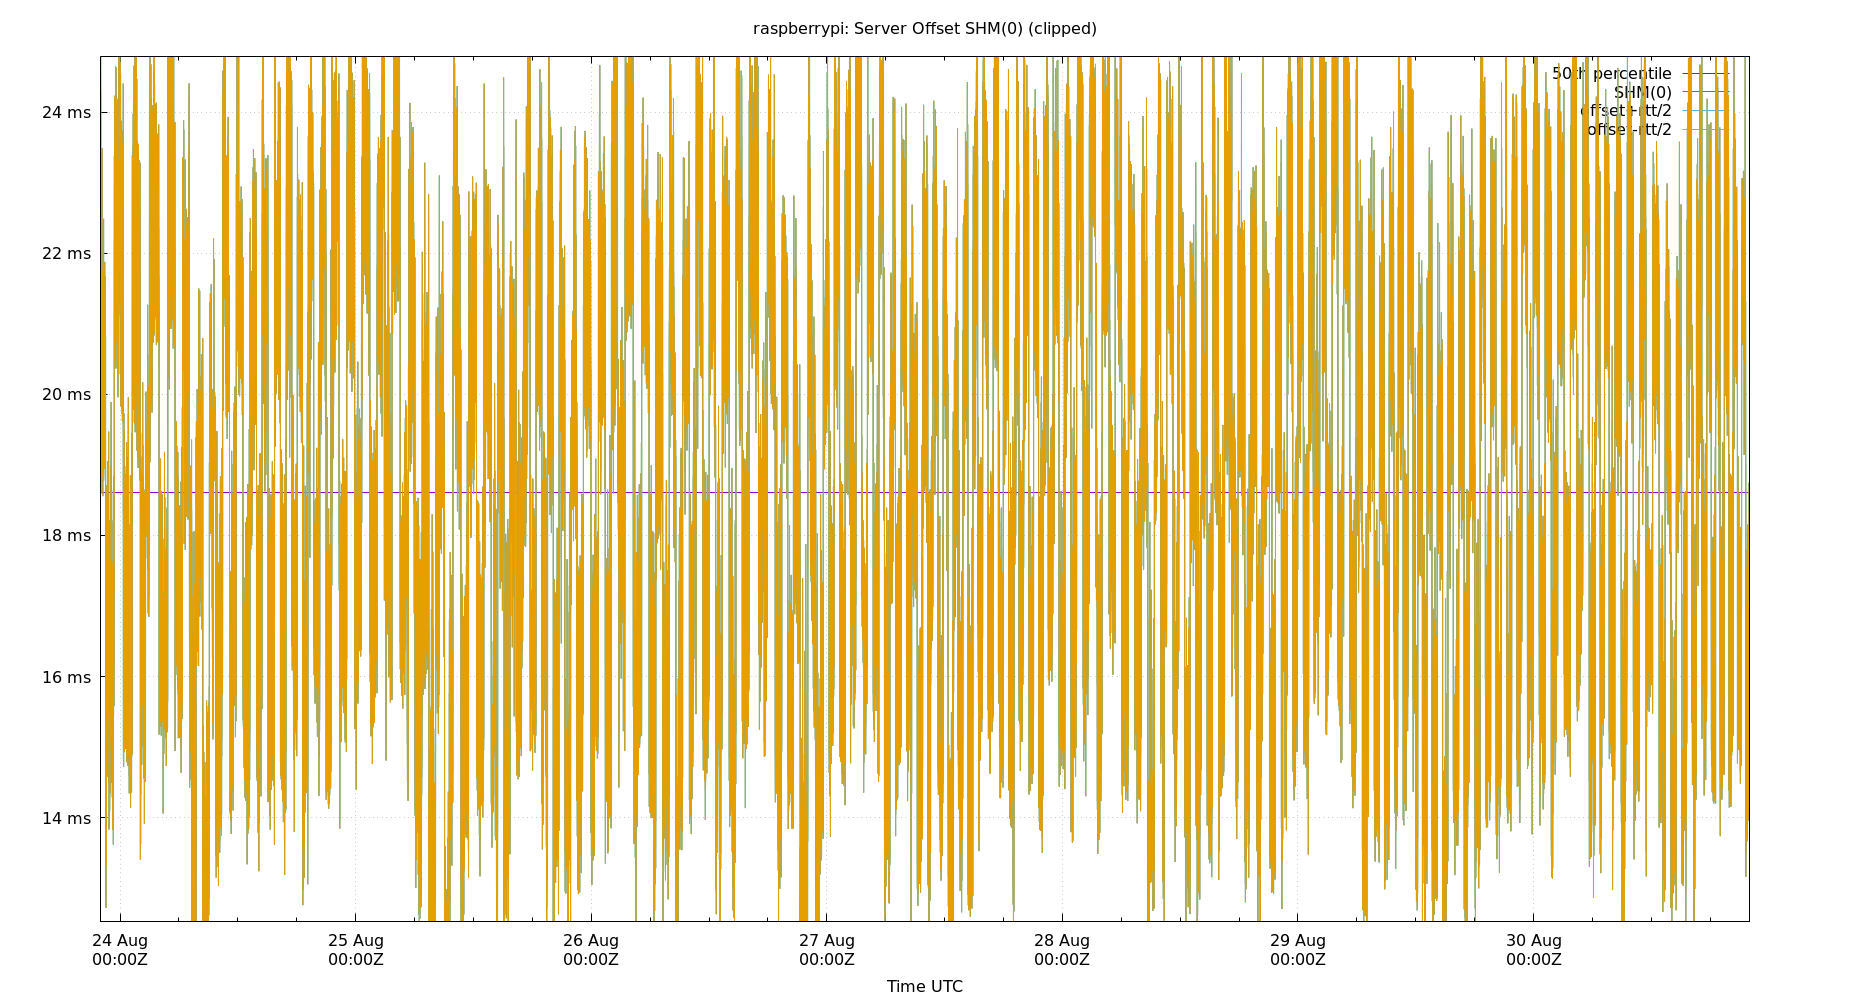 raspberrypi: Server Offset SHM(0) (clipped)
50th percentile
SHM(0)
offset+rtt/2
offset-rtt/2
24 ms
22 ms
20 ms
18 ms
16 ms
14 ms
24 Aug 25 Aug 26 Aug 27 Aug 28 Aug 29 Aug 30 Aug
00:00Z 00:00Z 00:00Z 00:00Z 00:00Z 00:00Z 00:00Z
Time UTC